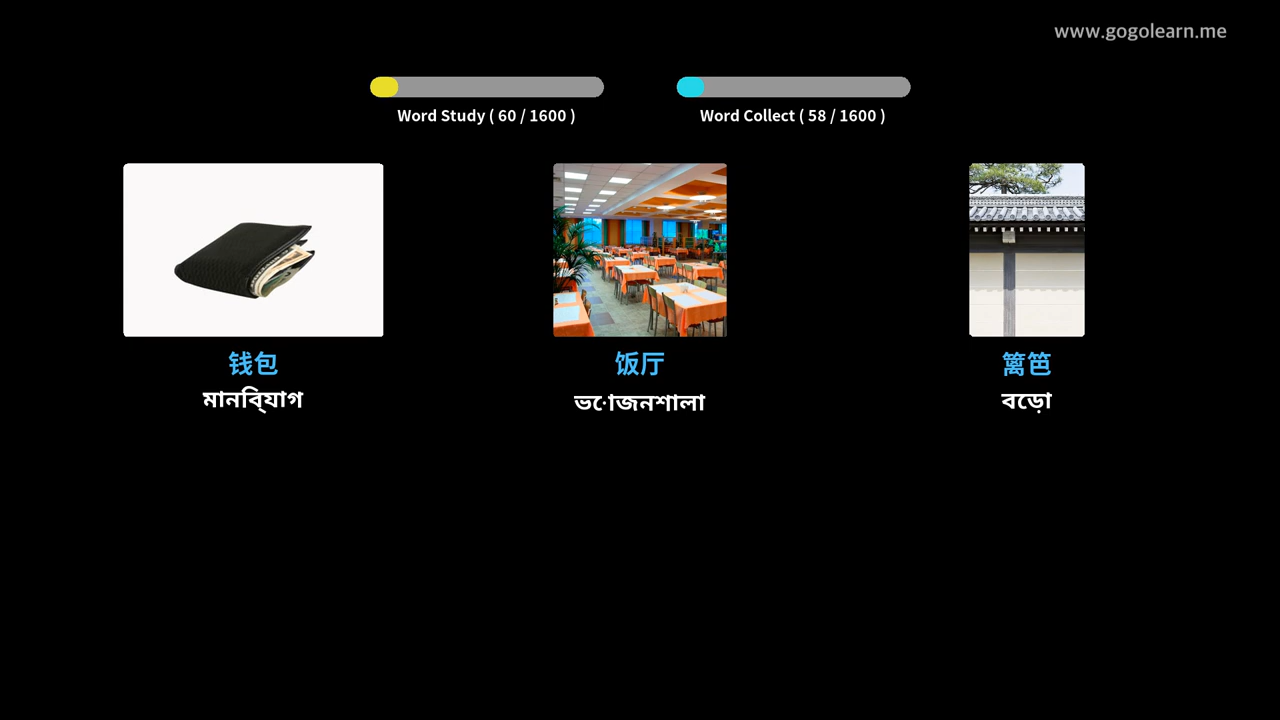 www.gogolearn.me
Word Study ( 60 / 1600 )
Word Collect ( 58 / 1600 )
钱包
饭厅
篱笆
মানবি্যাগ
ভ‌োজনশালা
বড়ো